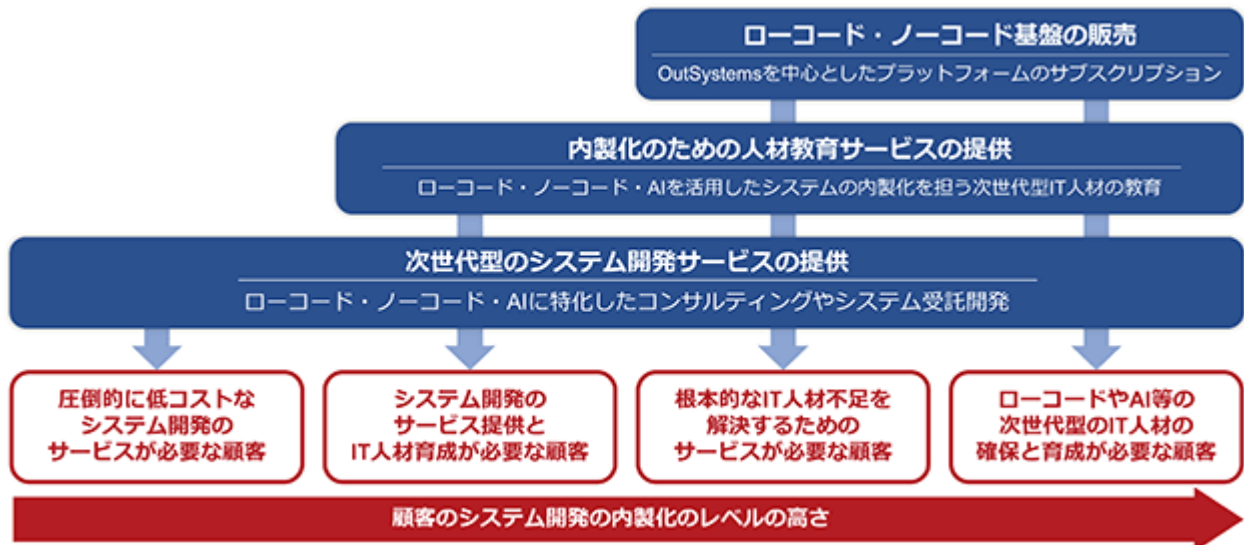 ローコード・ノーコード基盤の販売
OutSystemsを中心としたプラットフォームのサブスクリプション
内製化のための人材教育サービスの提供
ローコード・ノーコード・AIを活用したシステムの内製化を担う次世代型IT人材の教育
次世代型のシステム開発サービスの提供
ローコード・ノーコード・AIに特化したコンサルティングやシステム受託開発
圧倒的に低コストな
システム開発の
サービスが必要な顧客
システム開発の
サービス提供と
IT人材育成が必要な顧客
根本的なIT人材不足を
解決するための
サービスが必要な顧客
ローコードやAI等の
次世代型のIT人材の
確保と育成が必要な顧客
顧客のシステム開発の内製化のレベルの高さ